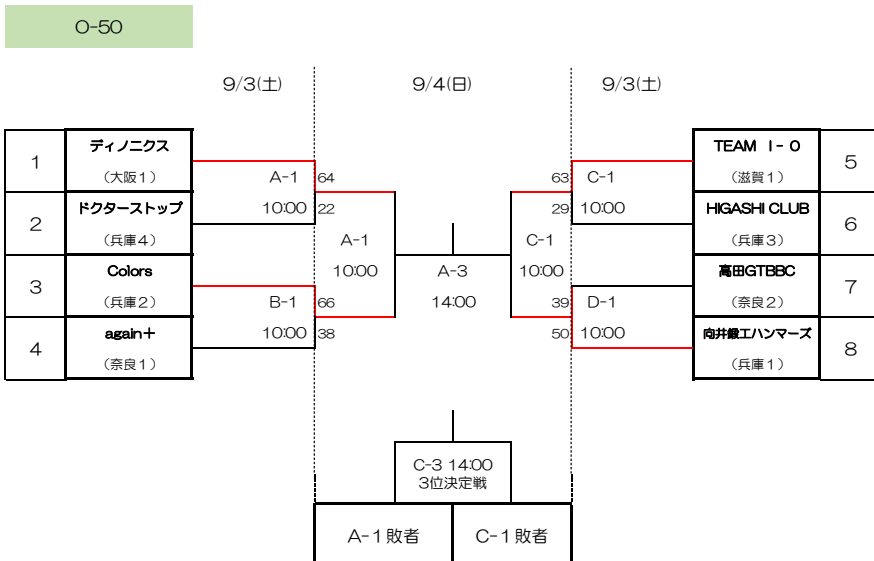 O-50
9/3(土)
9/4(日)
9/3(土)
1
ディノニクス
（大阪1）
2
ドクターストップ
（兵庫4）
3
Colors
（兵庫2）
4
again＋
（奈良1）
A-1
10:00
64
22
B-1
10:00
66
38
A-1
10:00
A-3
14:00
C-1
10:00
63
29
C-1
10:00
39
50
D-1
10:00
TEAM I-O
（滋賀1）
5
HIGASHI CLUB
（兵庫3）
6
高田GTBBC
（奈良2）
7
向井鍛工ハンマーズ
（兵庫1）
8
C-3 14:00
3位決定戦
A-1敗者
C-1敗者